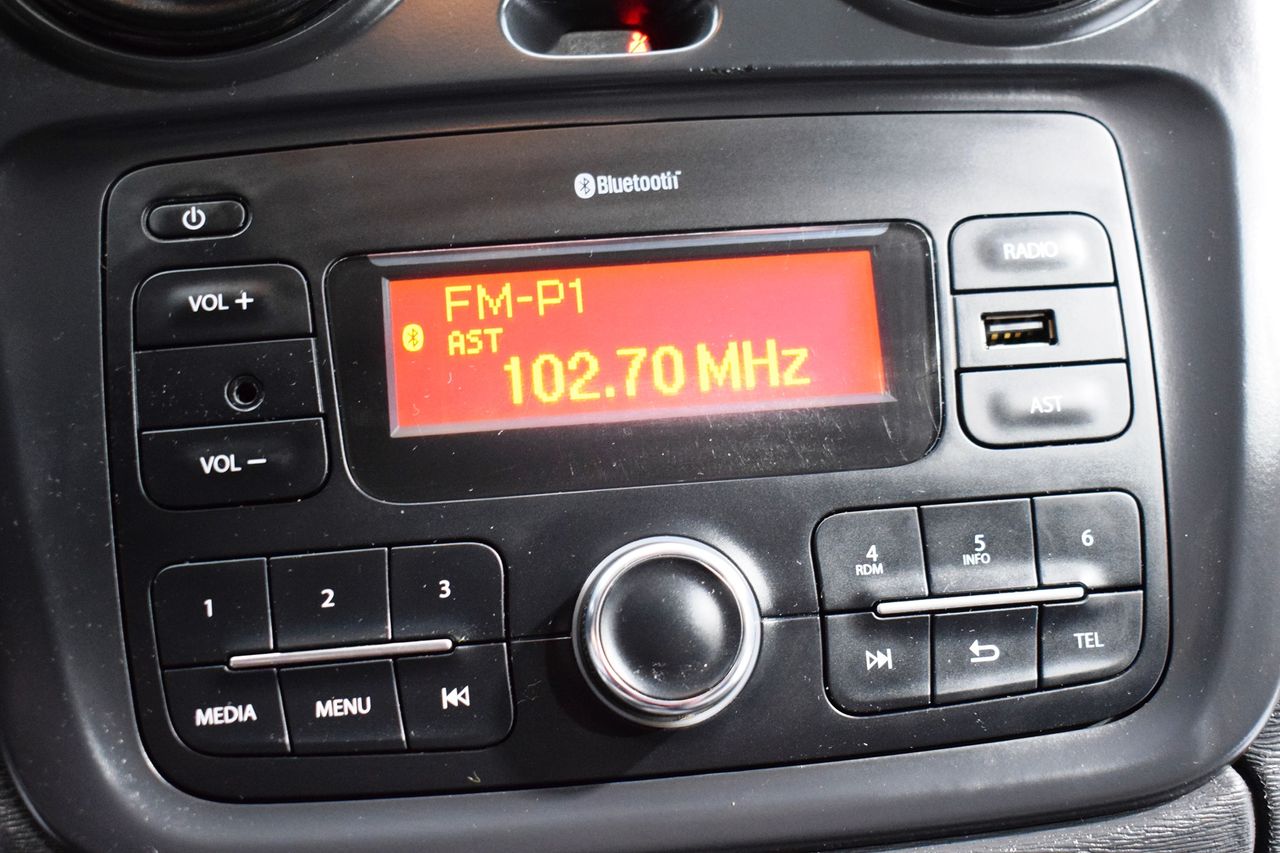 Bluetooth
VOL +
VOL –
FM-P1
AST
102.70 MHz
RADIO
AST
1
2
3
MEDIA
MENU
4
RDM
5
INFO
6
TEL